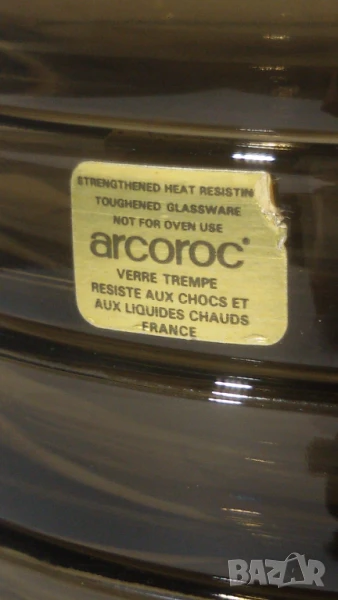 STRENGTHENED HEAT RESISTIN
TOUGHENED GLASSWARE
NOT FOR OVEN USE
arcoroc
VERRE TREMPE
RESISTE AUX CHOCS ET
AUX LIQUIDES CHAUDS
FRANCE
BAZAR